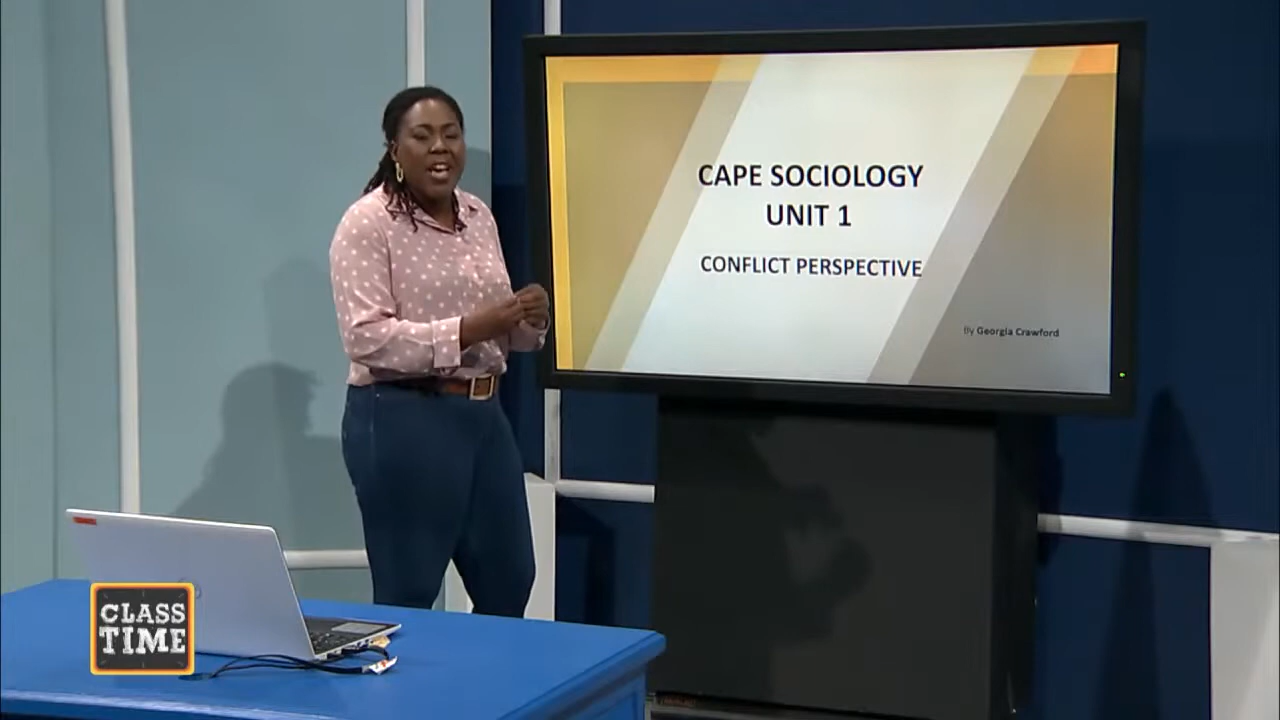 CAPE SOCIOLOGY
UNIT 1
CONFLICT PERSPECTIVE
By Georgia Crawford
CLASS
TIME